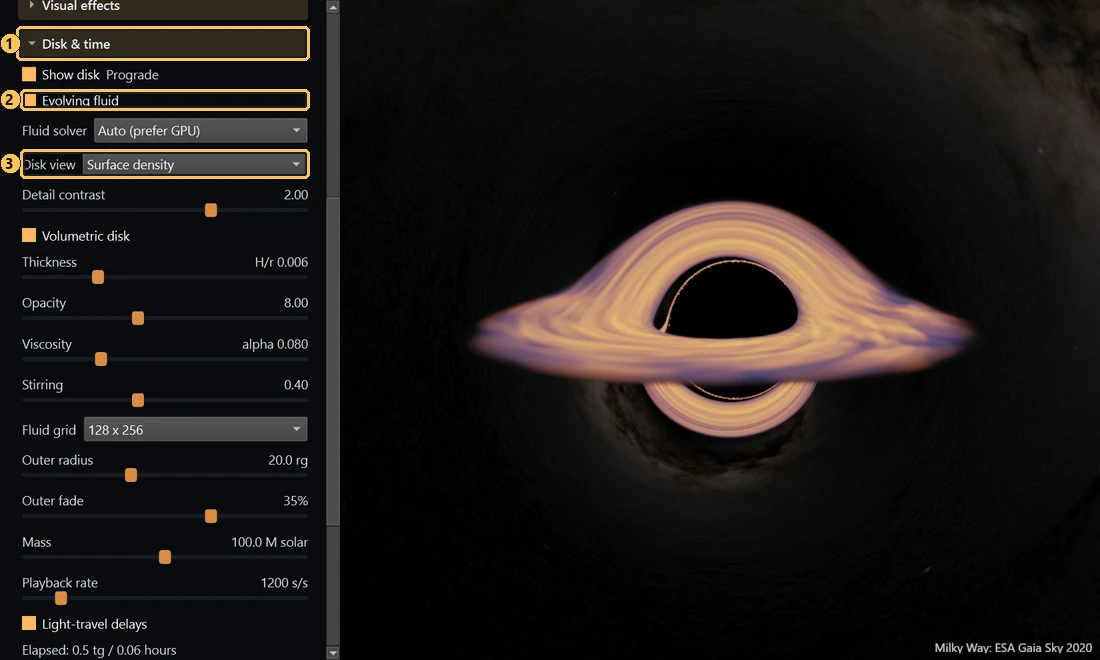 Visual effects
1 Disk & time
Show disk Prograde
2 Evolving fluid
Fluid solver Auto (prefer GPU)
3 Disk view Surface density
Detail contrast 2.00
Volumetric disk
Thickness H/r 0.006
Opacity 8.00
Viscosity alpha 0.080
Stirring 0.40
Fluid grid 128 x 256
Outer radius 20.0 rg
Outer fade 35%
Mass 100.0 M solar
Playback rate 1200 s/s
Light-travel delays
Elapsed: 0.5 tg / 0.06 hours
Milky Way: ESA Gaia Sky 2020